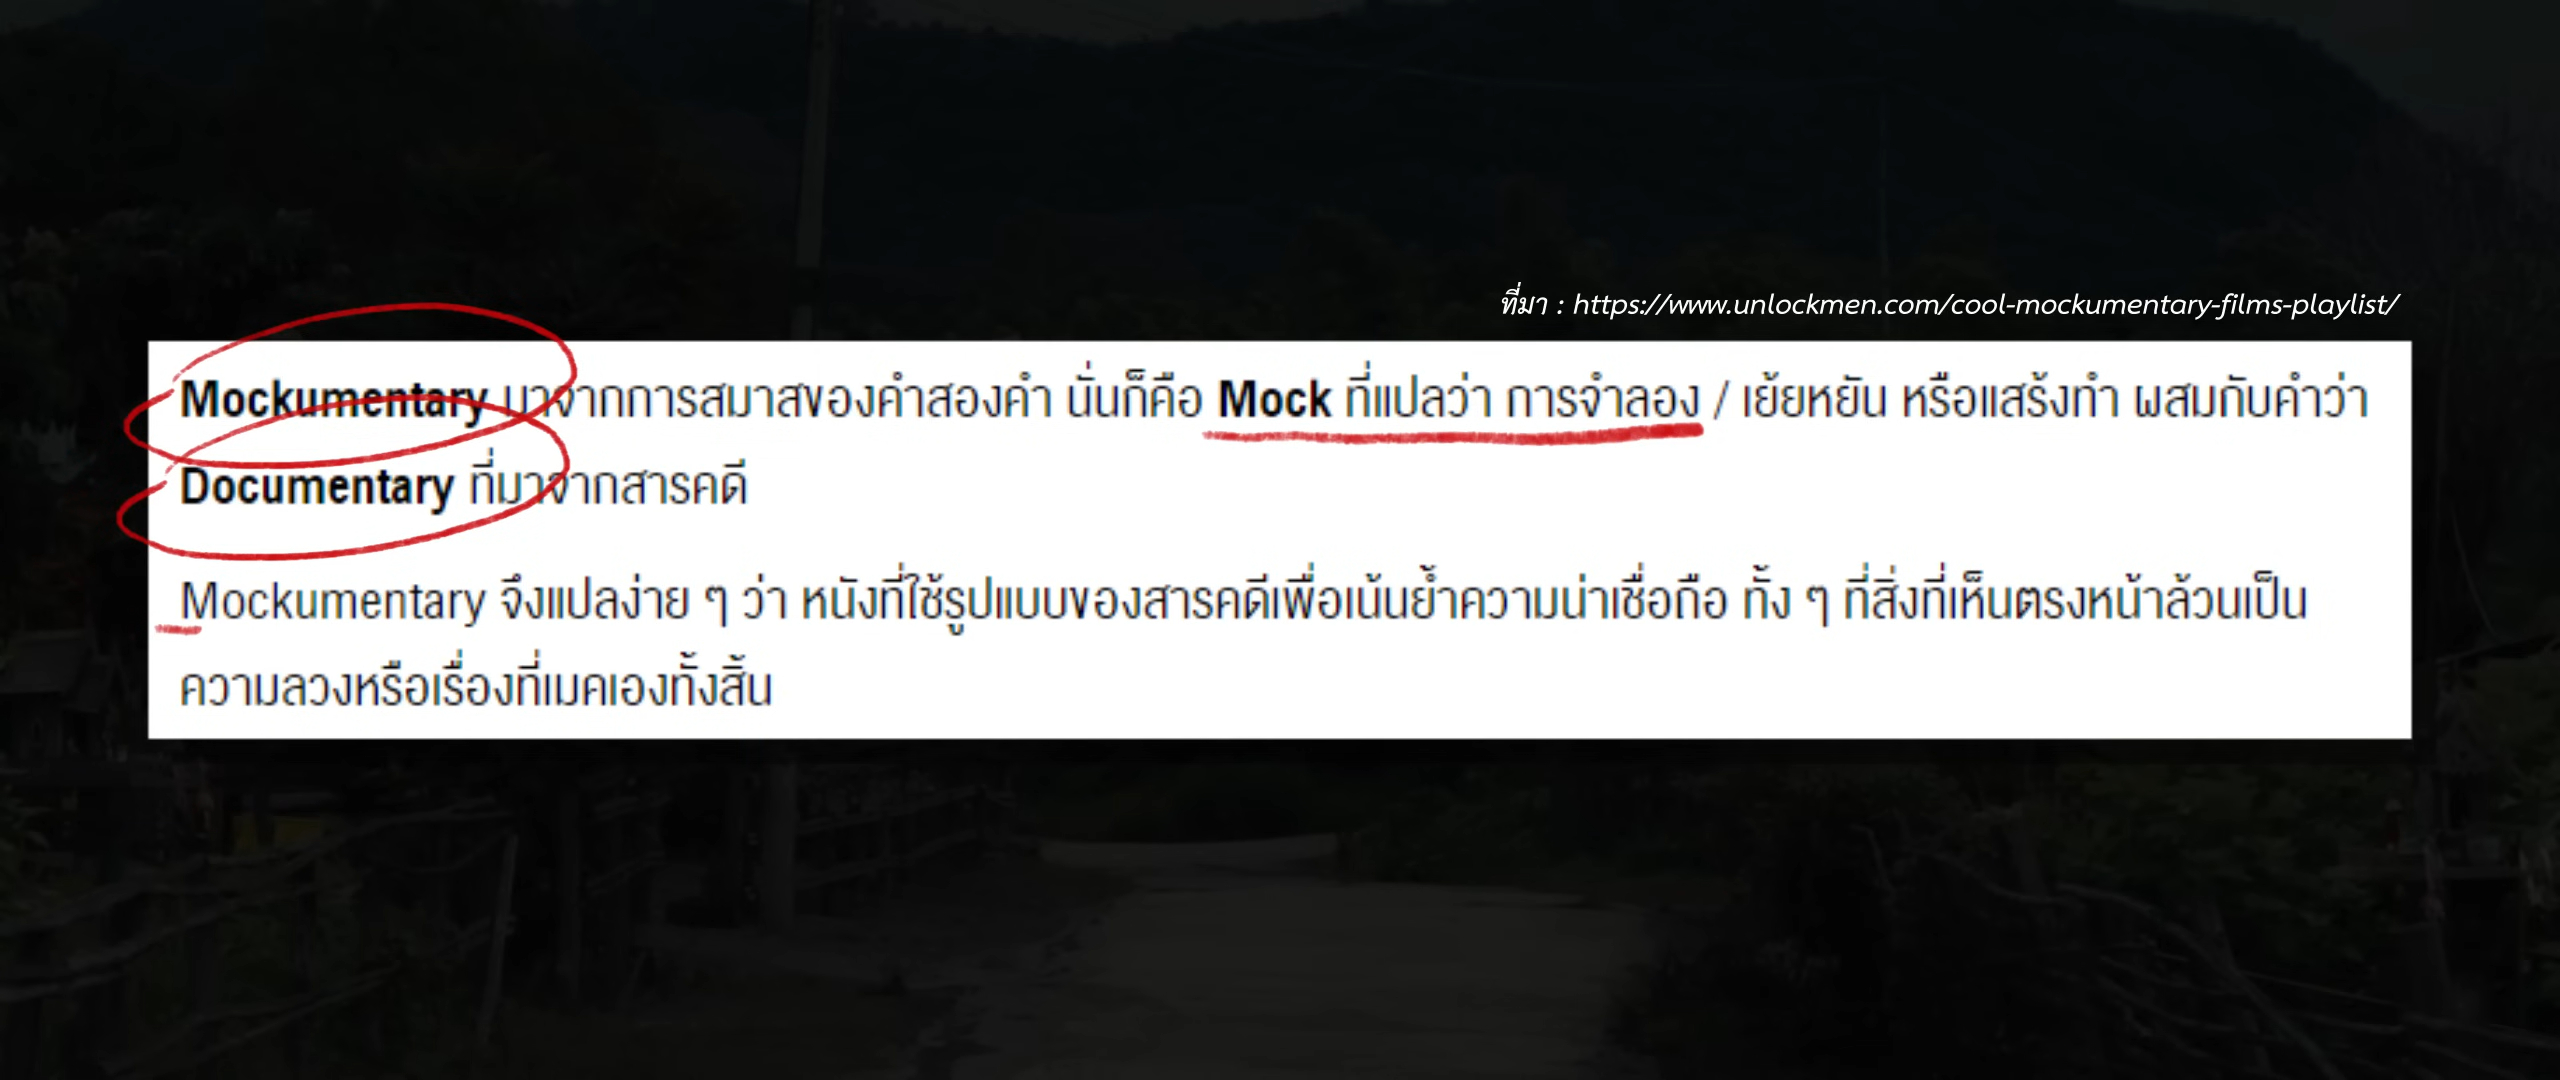 ที่มา : https://www.unlockmen.com/cool-mockumentary-films-playlist/
Mockumentary มาจากการสมาสของคำสองคำ นั่นก็คือ Mock ที่แปลว่า การจำลอง / เย้ยหยัน หรือแสร้งทำ ผสมกับคำว่า
Documentary ที่มาจากสารคดี
Mockumentary จึงแปลง่าย ๆ ว่า หนังที่ใช้รูปแบบของสารคดีเพื่อเน้นย้ำความน่าเชื่อถือ ทั้ง ๆ ที่สิ่งที่เห็นตรงหน้าล้วนเป็น
ความลวงหรือเรื่องที่เมคเองทั้งสิ้น